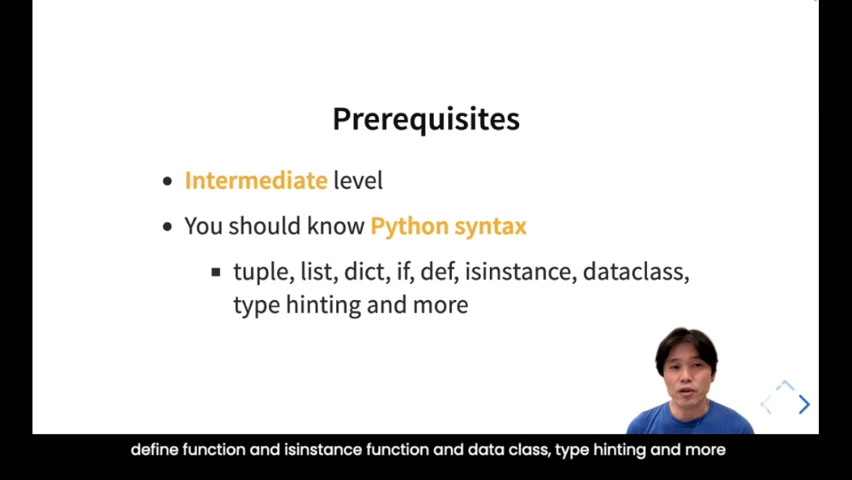 Prerequisites
Intermediate level
You should know Python syntax
tuple, list, dict, if, def, isinstance, dataclass,
type hinting and more
define function and isinstance function and data class, type hinting and more